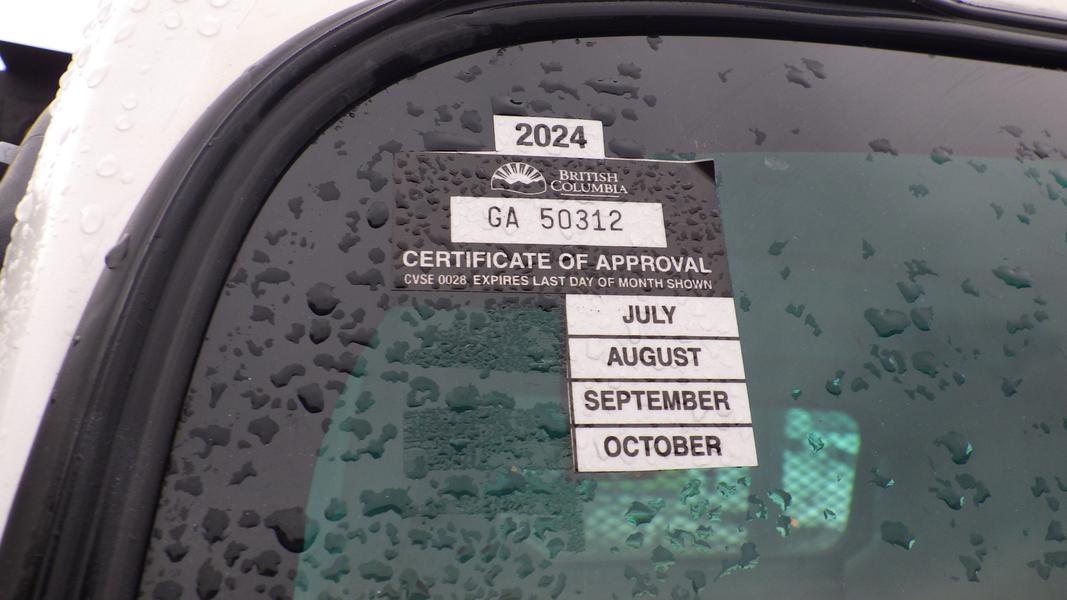 2024
BRITISH
COLUMBIA
GA 50312
CERTIFICATE OF APPROVAL
CVSE 0028 EXPIRES LAST DAY OF MONTH SHOWN
JULY
AUGUST
SEPTEMBER
OCTOBER